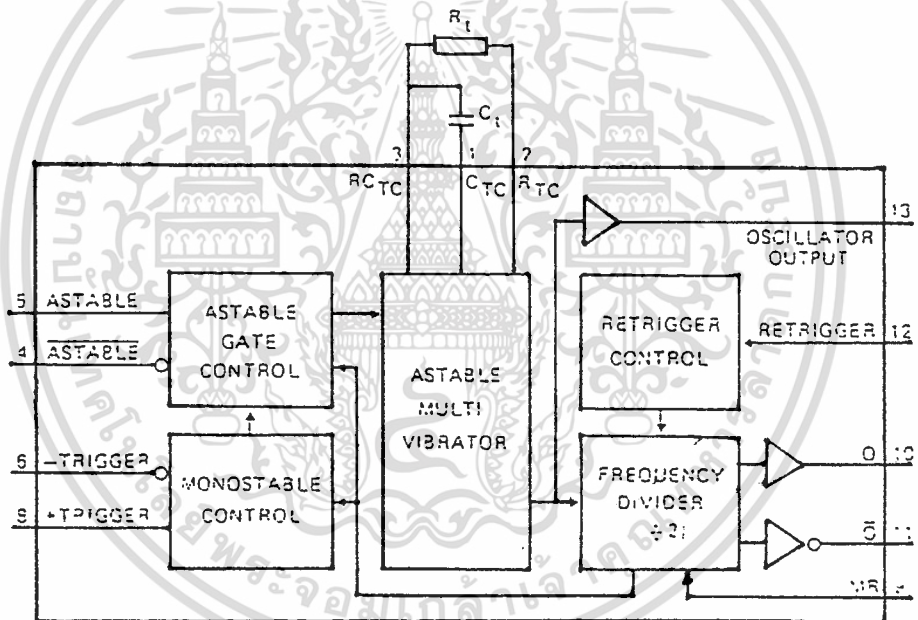 R_t
C_t
3 1 2
RC_TC C_TC R_TC
13
OSCILLATOR
OUTPUT
5 ASTABLE
4 ASTABLE
ASTABLE
GATE
CONTROL
ASTABLE
MULTI
VIBRATOR
RETRIGGER
CONTROL
RETRIGGER 12
6 −TRIGGER
8 +TRIGGER
MONOSTABLE
CONTROL
FREQUENCY
DIVIDER
10
11
MR